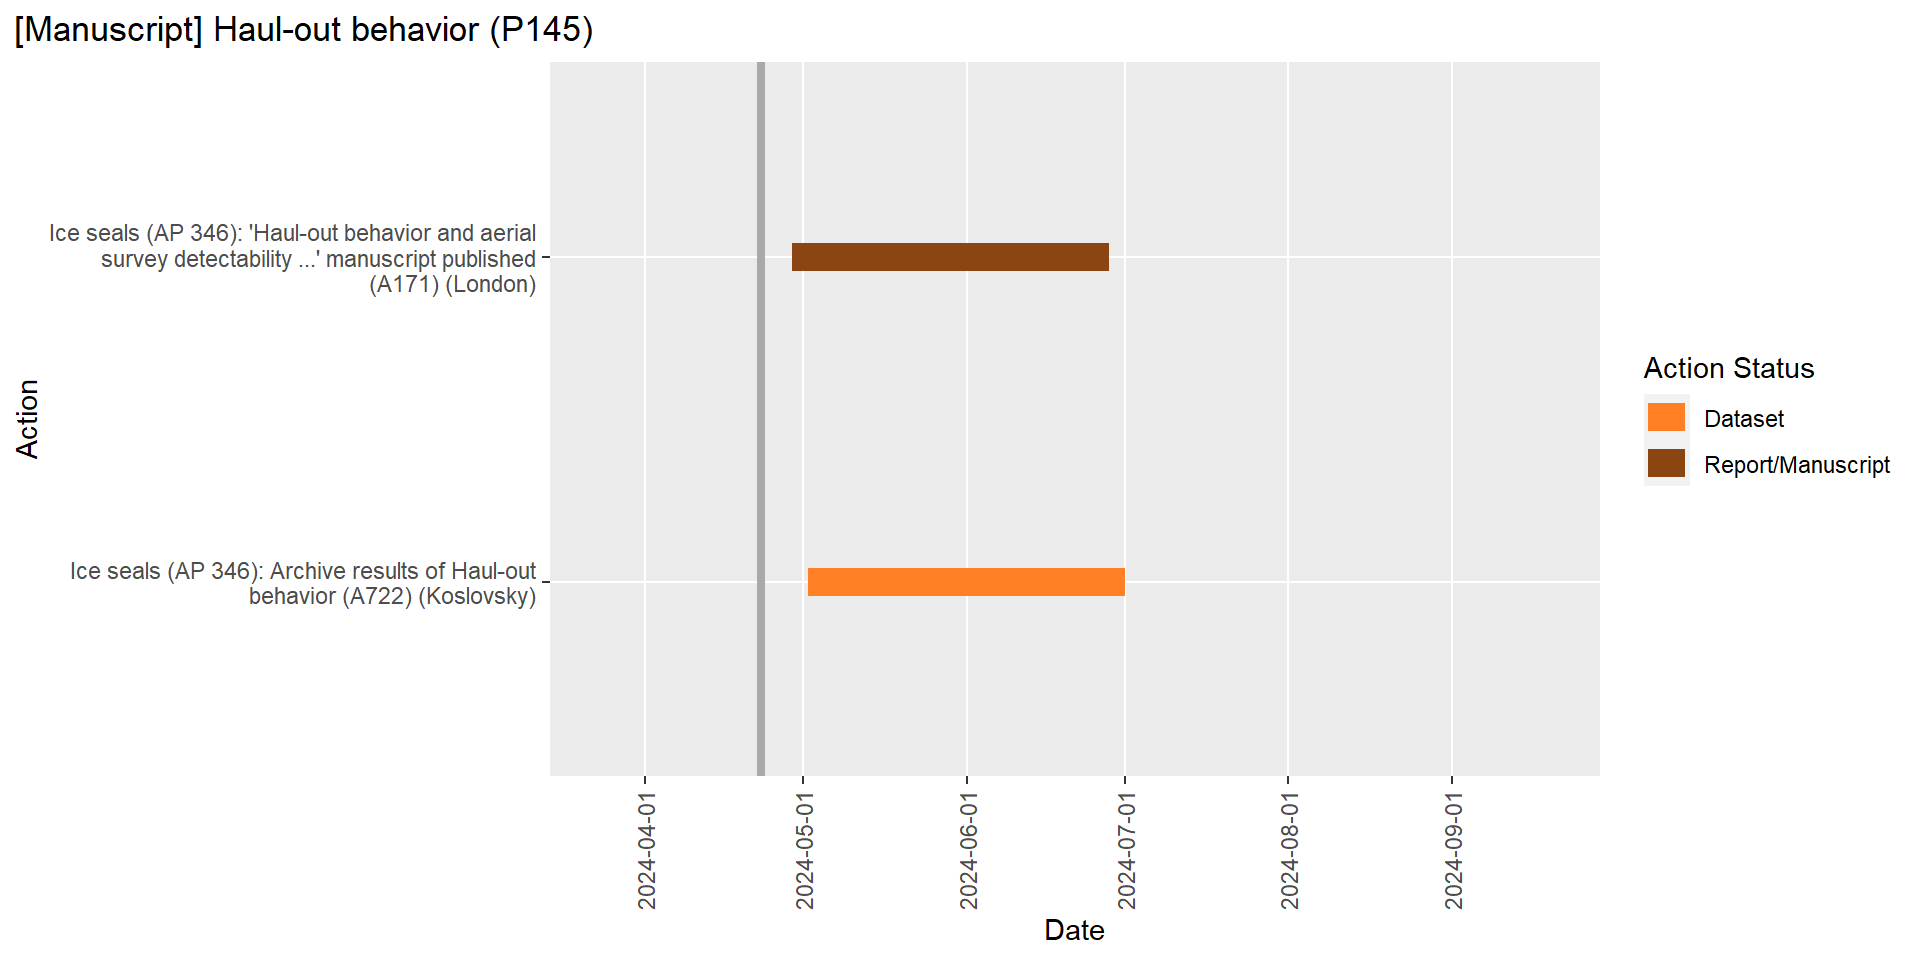 [Manuscript] Haul-out behavior (P145)
Ice seals (AP 346): 'Haul-out behavior and aerial
survey detectability ...' manuscript published
(A171) (London)
Ice seals (AP 346): Archive results of Haul-out
behavior (A722) (Koslovsky)
Action
2024-04-01
2024-05-01
2024-06-01
2024-07-01
2024-08-01
2024-09-01
Date
Action Status
Dataset
Report/Manuscript